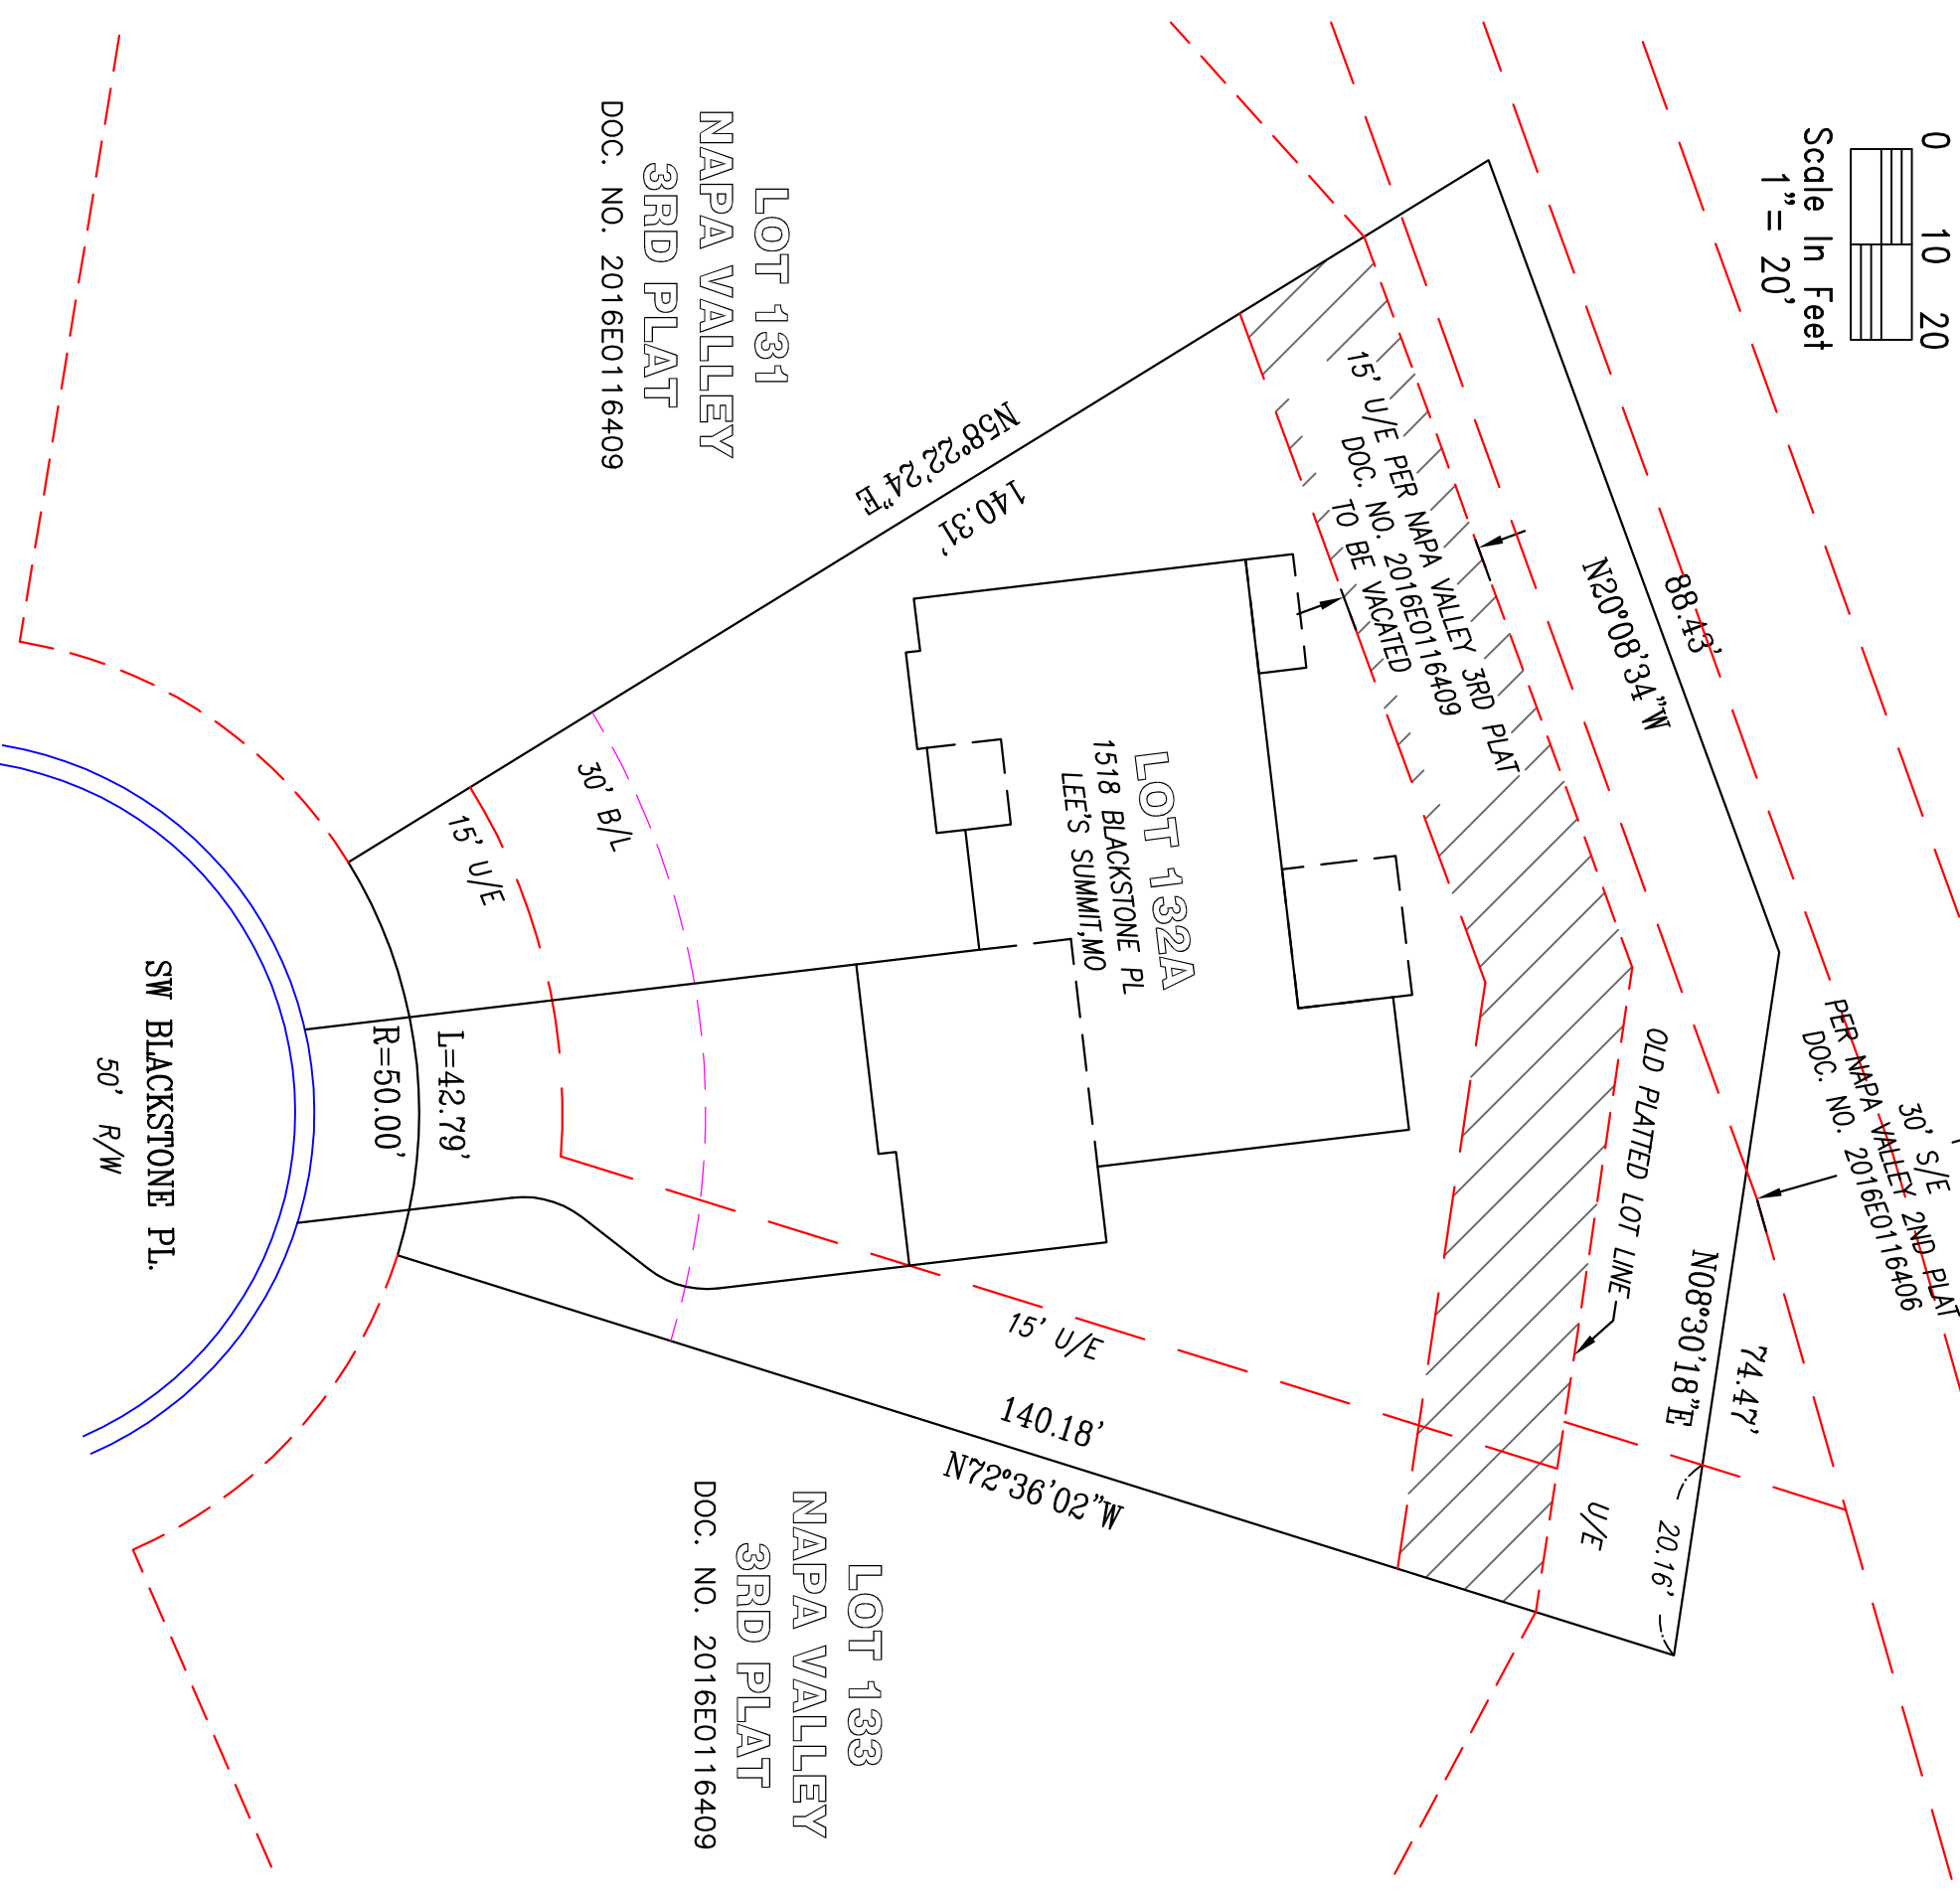 0 10 20
Scale In Feet
1"= 20'
LOT 131
NAPA VALLEY
3RD PLAT
DOC. NO. 2016E0116409
N58°22'24"E
140.31'
15' U/E PER NAPA VALLEY 3RD PLAT
DOC. NO. 2016E0116409
TO BE VACATED
88.43'
N20°08'34"W
30' S/E
PER NAPA VALLEY 2ND PLAT
DOC. NO. 2016E0116406
74.47'
N08°30'18"E
OLD PLATTED LOT LINE
20.16'
U/E
LOT 132A
1518 BLACKSTONE PL
LEE'S SUMMIT,MO
30' B/L
15' U/E
L=42.79'
R=50.00'
SW BLACKSTONE PL.
50' R/W
15' U/E
140.18'
N72°36'02"W
LOT 133
NAPA VALLEY
3RD PLAT
DOC. NO. 2016E0116409